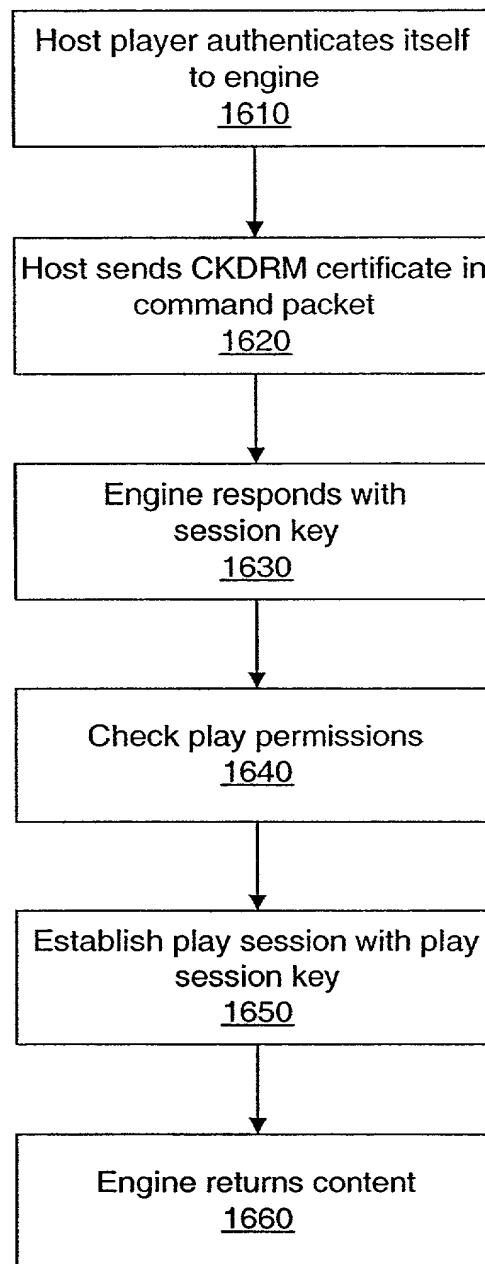 Host player authenticates itself
to engine
1610
Host sends CKDRM certificate in
command packet
1620
Engine responds with
session key
1630
Check play permissions
1640
Establish play session with play
session key
1650
Engine returns content
1660